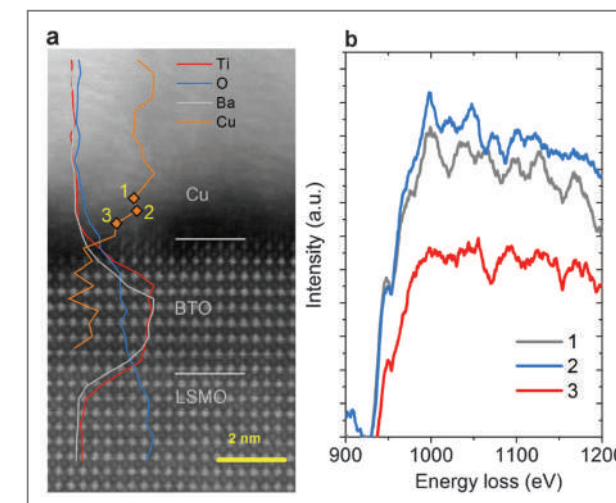 a
Ti
O
Ba
Cu
1
2
3
Cu
BTO
LSMO
2 nm
b
Intensity (a.u.)
1
2
3
900 1000 1100 1200
Energy loss (eV)